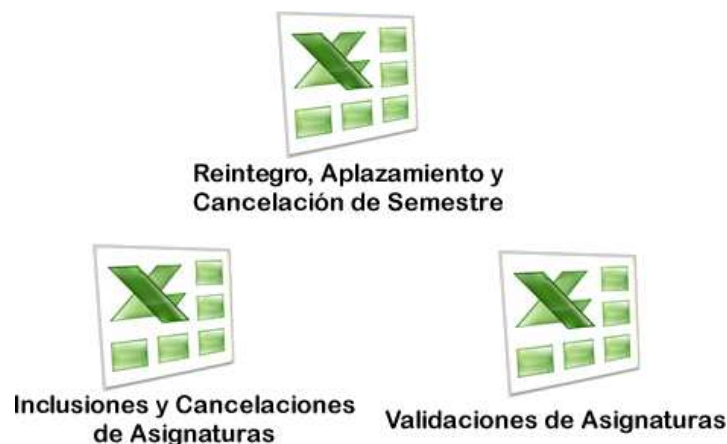 Reintegro, Aplazamiento y
Cancelación de Semestre
Inclusiones y Cancelaciones
de Asignaturas
Validaciones de Asignaturas